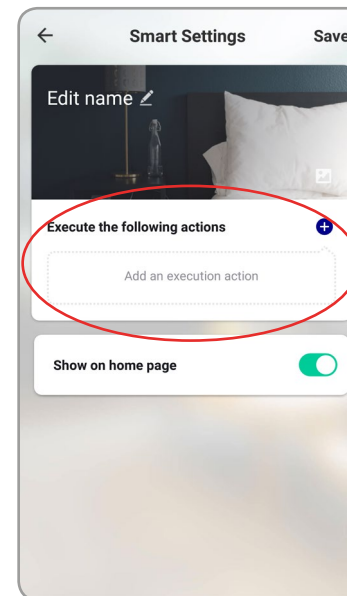 Smart Settings Save
Edit name
Execute the following actions
Add an execution action
Show on home page